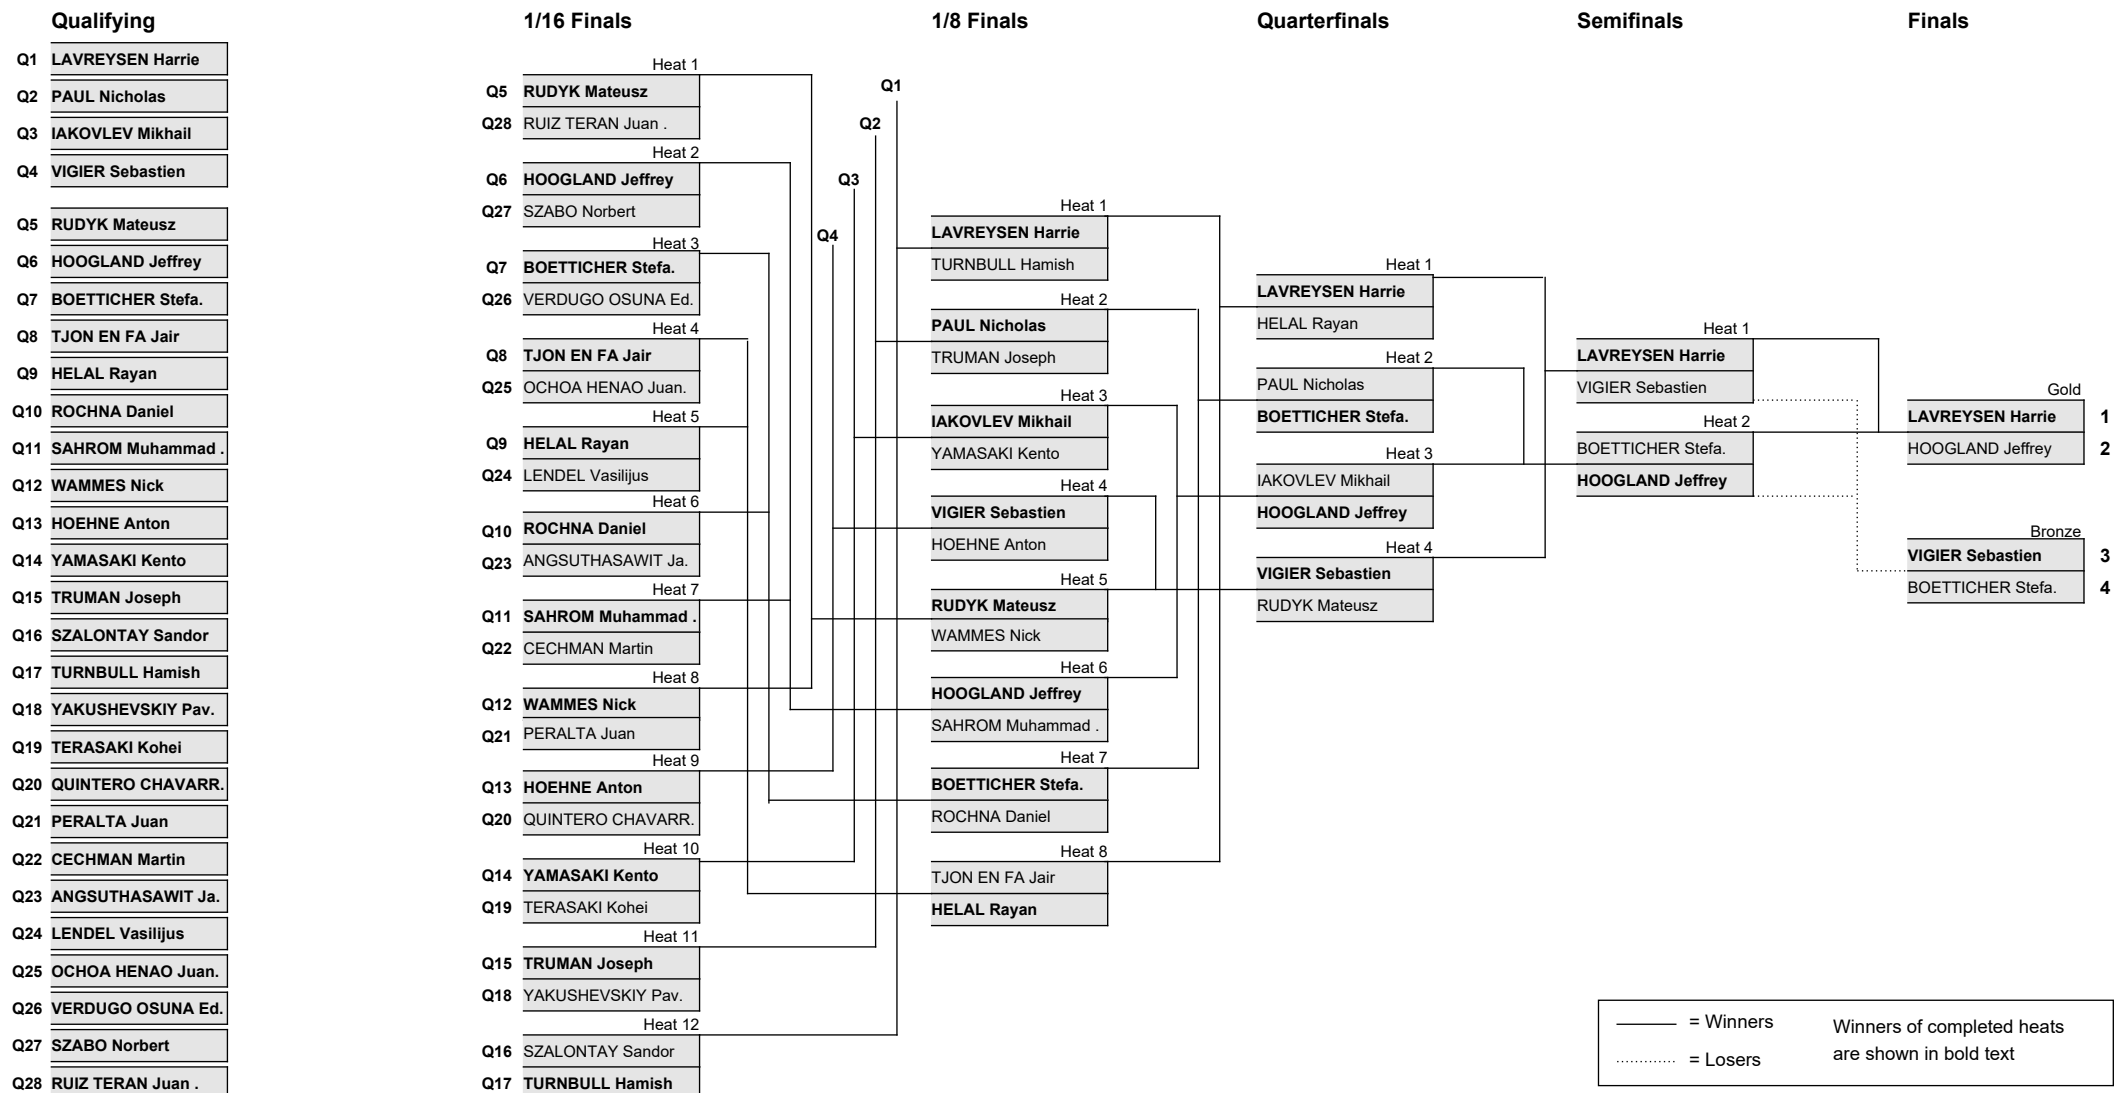 Qualifying
1/16 Finals
1/8 Finals
Quarterfinals
Semifinals
Finals
Q1 LAVREYSEN Harrie
Q2 PAUL Nicholas
Q3 IAKOVLEV Mikhail
Q4 VIGIER Sebastien
Q5 RUDYK Mateusz
Q6 HOOGLAND Jeffrey
Q7 BOETTICHER Stefa.
Q8 TJON EN FA Jair
Q9 HELAL Rayan
Q10 ROCHNA Daniel
Q11 SAHROM Muhammad .
Q12 WAMMES Nick
Q13 HOEHNE Anton
Q14 YAMASAKI Kento
Q15 TRUMAN Joseph
Q16 SZALONTAY Sandor
Q17 TURNBULL Hamish
Q18 YAKUSHEVSKIY Pav.
Q19 TERASAKI Kohei
Q20 QUINTERO CHAVARR.
Q21 PERALTA Juan
Q22 CECHMAN Martin
Q23 ANGSUTHASAWIT Ja.
Q24 LENDEL Vasilijus
Q25 OCHOA HENAO Juan.
Q26 VERDUGO OSUNA Ed.
Q27 SZABO Norbert
Q28 RUIZ TERAN Juan .
Heat 1
Q5 RUDYK Mateusz
Q28 RUIZ TERAN Juan .
Heat 2
Q6 HOOGLAND Jeffrey
Q27 SZABO Norbert
Heat 3
Q7 BOETTICHER Stefa.
Q26 VERDUGO OSUNA Ed.
Heat 4
Q8 TJON EN FA Jair
Q25 OCHOA HENAO Juan.
Heat 5
Q9 HELAL Rayan
Q24 LENDEL Vasilijus
Heat 6
Q10 ROCHNA Daniel
Q23 ANGSUTHASAWIT Ja.
Heat 7
Q11 SAHROM Muhammad .
Q22 CECHMAN Martin
Heat 8
Q12 WAMMES Nick
Q21 PERALTA Juan
Heat 9
Q13 HOEHNE Anton
Q20 QUINTERO CHAVARR.
Heat 10
Q14 YAMASAKI Kento
Q19 TERASAKI Kohei
Heat 11
Q15 TRUMAN Joseph
Q18 YAKUSHEVSKIY Pav.
Heat 12
Q16 SZALONTAY Sandor
Q17 TURNBULL Hamish
Q1
Q2
Q3
Q4
Heat 1
LAVREYSEN Harrie
TURNBULL Hamish
Heat 2
PAUL Nicholas
TRUMAN Joseph
Heat 3
IAKOVLEV Mikhail
YAMASAKI Kento
Heat 4
VIGIER Sebastien
HOEHNE Anton
Heat 5
RUDYK Mateusz
WAMMES Nick
Heat 6
HOOGLAND Jeffrey
SAHROM Muhammad .
Heat 7
BOETTICHER Stefa.
ROCHNA Daniel
Heat 8
TJON EN FA Jair
HELAL Rayan
Heat 1
LAVREYSEN Harrie
HELAL Rayan
Heat 2
PAUL Nicholas
BOETTICHER Stefa.
Heat 3
IAKOVLEV Mikhail
HOOGLAND Jeffrey
Heat 4
VIGIER Sebastien
RUDYK Mateusz
Heat 1
LAVREYSEN Harrie
VIGIER Sebastien
Heat 2
BOETTICHER Stefa.
HOOGLAND Jeffrey
Gold
LAVREYSEN Harrie 1
HOOGLAND Jeffrey 2
Bronze
VIGIER Sebastien 3
BOETTICHER Stefa. 4
= Winners
= Losers
Winners of completed heats
are shown in bold text